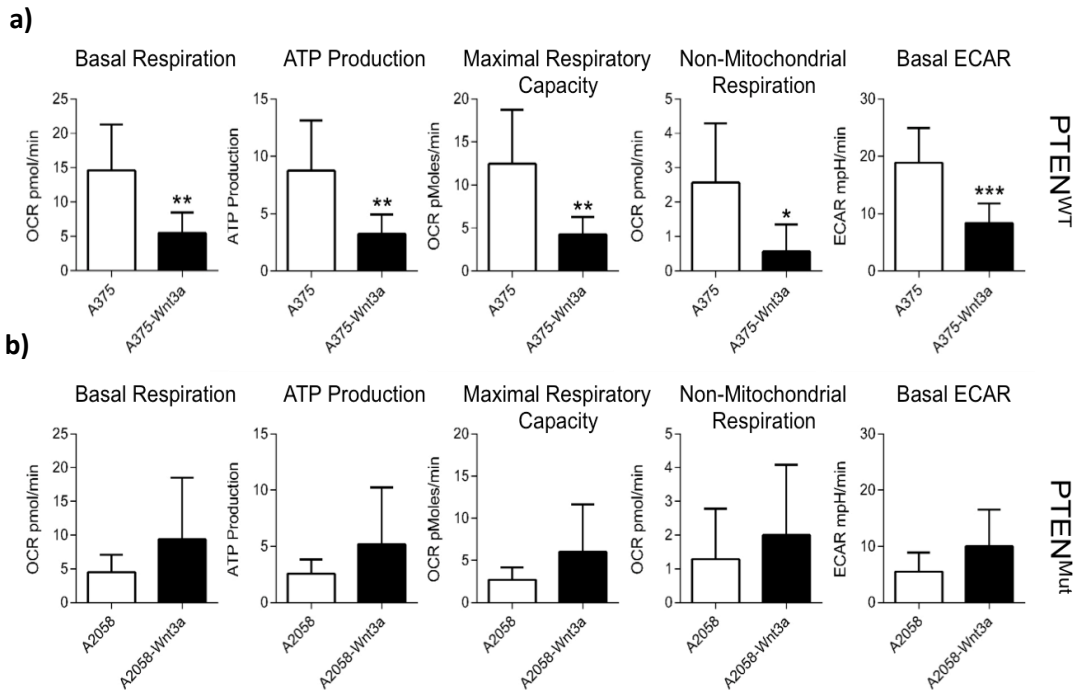 a)
Basal Respiration
ATP Production
Maximal Respiratory
Capacity
Non-Mitochondrial
Respiration
Basal ECAR
OCR pmol/min
25
20
15
10
5
0
**
A375
A375-Wnt3a
ATP Production
15
10
5
0
**
A375
A375-Wnt3a
OCR pMoles/min
20
15
10
5
0
**
A375
A375-Wnt3a
OCR pmol/min
5
4
3
2
1
0
*
A375
A375-Wnt3a
ECAR mpH/min
30
20
10
0
***
A375
A375-Wnt3a
PTENWT
b)
Basal Respiration
ATP Production
Maximal Respiratory
Capacity
Non-Mitochondrial
Respiration
Basal ECAR
OCR pmol/min
25
20
15
10
5
0
A2058
A2058-Wnt3a
ATP Production
15
10
5
0
A2058
A2058-Wnt3a
OCR pMoles/min
20
15
10
5
0
A2058
A2058-Wnt3a
OCR pmol/min
5
4
3
2
1
0
A2058
A2058-Wnt3a
ECAR mpH/min
30
20
10
0
A2058
A2058-Wnt3a
PTENMut